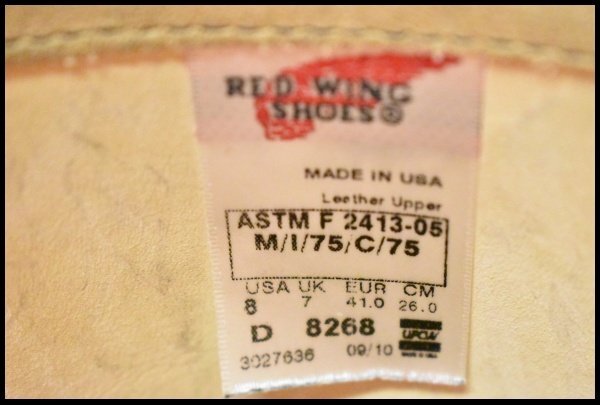 RED WING
SHOES®
MADE IN USA
Leather Upper
ASTM F 2413-05
M/I/75/C/75
USA UK EUR CM
8 7 41.0 26.0
D 8268 UFCW
3027636 09/10